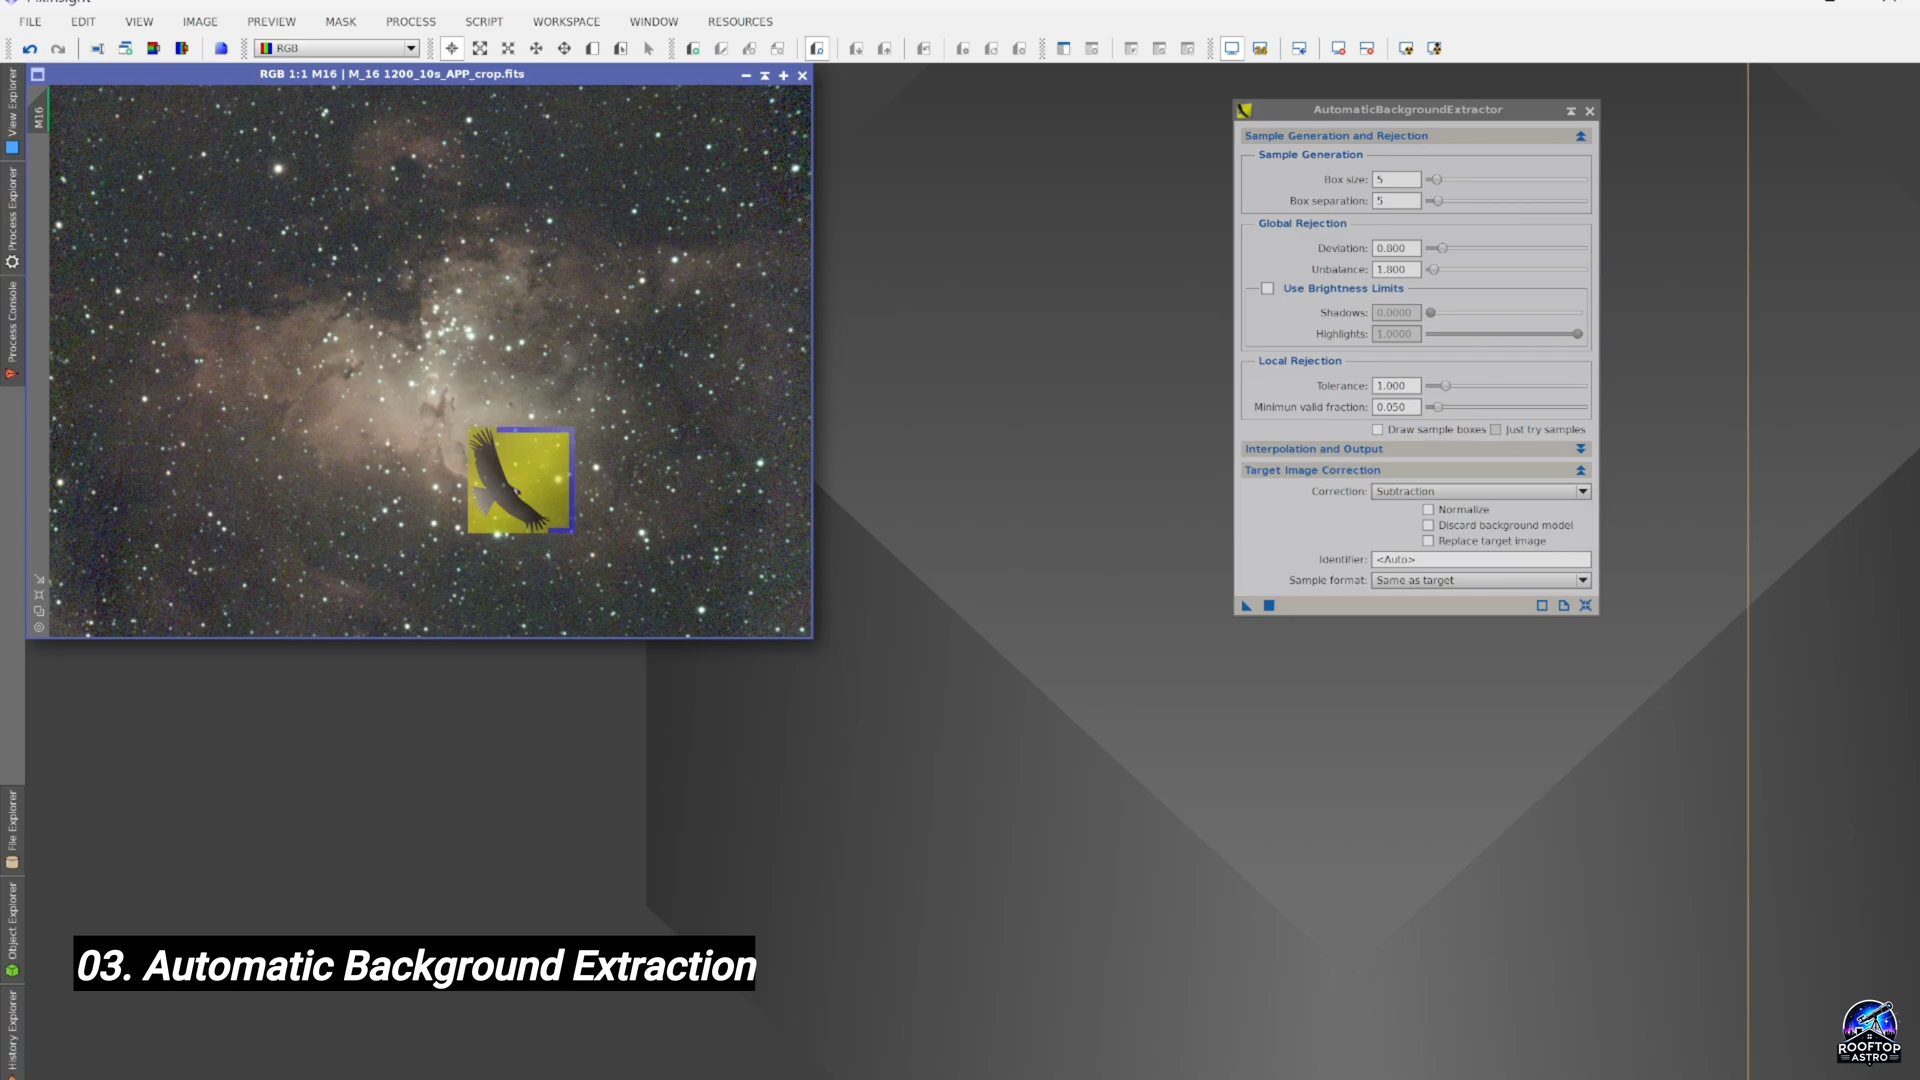 FILE EDIT VIEW IMAGE PREVIEW MASK PROCESS SCRIPT WORKSPACE WINDOW RESOURCES
RGB
RGB 1:1 M16 | M_16 1200_10s_APP_crop.fits
M16
View Explorer
Process Explorer
Process Console
File Explorer
Object Explorer
History Explorer
AutomaticBackgroundExtractor
Sample Generation and Rejection
Sample Generation
Box size: 5
Box separation: 5
Global Rejection
Deviation: 0.800
Unbalance: 1.800
Use Brightness Limits
Shadows: 0.0000
Highlights: 1.0000
Local Rejection
Tolerance: 1.000
Minimun valid fraction: 0.050
Draw sample boxes Just try samples
Interpolation and Output
Target Image Correction
Correction: Subtraction
Normalize
Discard background model
Replace target image
Identifier: <Auto>
Sample format: Same as target
03. Automatic Background Extraction
ROOFTOP
ASTRO